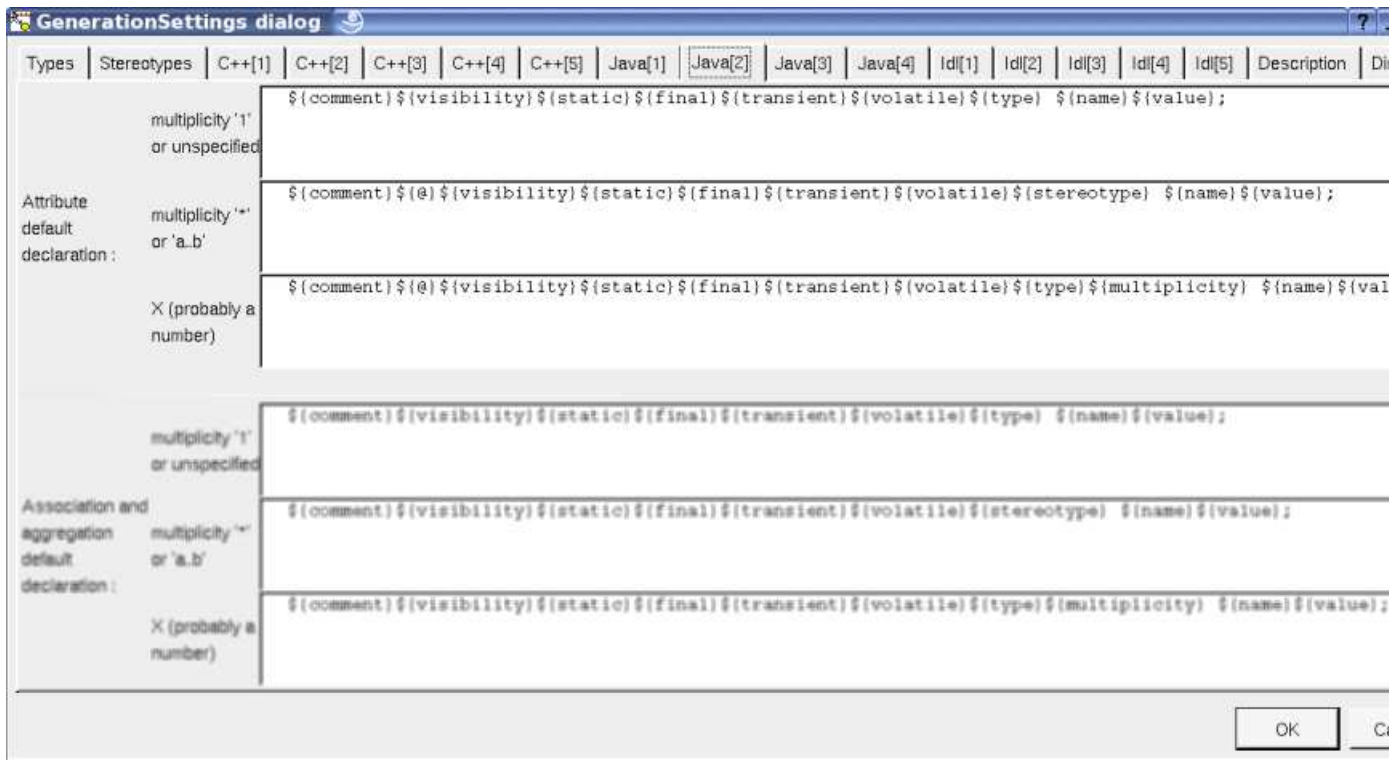 GenerationSettings dialog
?
Types Stereotypes C++[1] C++[2] C++[3] C++[4] C++[5] Java[1] Java[2] Java[3] Java[4] Idl[1] Idl[2] Idl[3] Idl[4] Idl[5] Description Di
Attribute
default
declaration :
multiplicity '1'
or unspecified
${comment}${visibility}${static}${final}${transient}${volatile}${type} ${name}${value};
multiplicity '*'
or 'a..b'
${comment}${@}${visibility}${static}${final}${transient}${volatile}${stereotype} ${name}${value};
X (probably a
number)
${comment}${@}${visibility}${static}${final}${transient}${volatile}${type}${multiplicity} ${name}${val
Association and
aggregation
default
declaration :
multiplicity '1'
or unspecified
${comment}${visibility}${static}${final}${transient}${volatile}${type} ${name}${value};
multiplicity '*'
or 'a..b'
${comment}${visibility}${static}${final}${transient}${volatile}${stereotype} ${name}${value};
X (probably a
number)
${comment}${visibility}${static}${final}${transient}${volatile}${type}${multiplicity} ${name}${value};
OK Ca